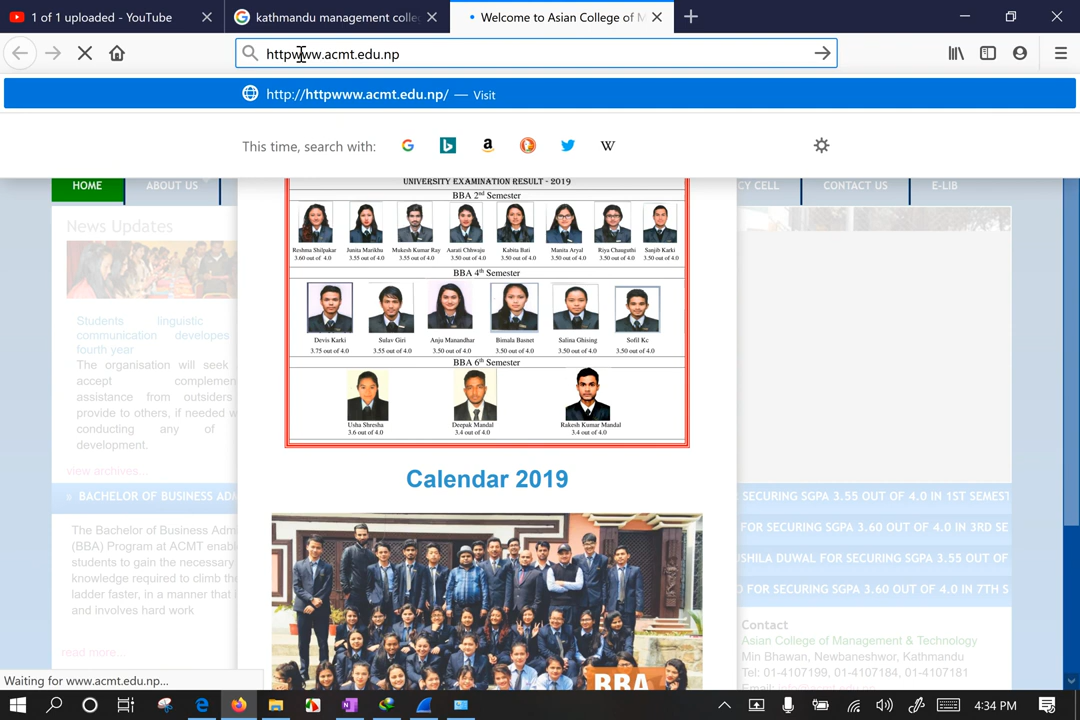 1 of 1 uploaded - YouTube
kathmandu management colle
Welcome to Asian College of M
httpwww.acmt.edu.np
http://httpwww.acmt.edu.np/ — Visit
This time, search with:
HOME
ABOUT US
CY CELL
CONTACT US
E-LIB
UNIVERSITY EXAMINATION RESULT - 2019
BBA 2nd Semester
Reshma Shilpakar
Junita Marikhu
Mukesh Kumar Ray
Aarati Chhwaju
Kabita Bati
Manita Aryal
Riya Chauguthi
Sanjib Karki
3.60 out of 4.0
3.55 out of 4.0
3.55 out of 4.0
3.50 out of 4.0
3.50 out of 4.0
3.50 out of 4.0
3.50 out of 4.0
3.50 out of 4.0
BBA 4th Semester
Devis Karki
Sulav Giri
Anju Manandhar
Bimala Basnet
Salina Ghising
Sofil Kc
3.75 out of 4.0
3.55 out of 4.0
3.50 out of 4.0
3.50 out of 4.0
3.50 out of 4.0
3.50 out of 4.0
BBA 6th Semester
Usha Shresha
Deepak Mandal
Rakesh Kumar Mandal
3.6 out of 4.0
3.4 out of 4.0
3.4 out of 4.0
Calendar 2019
BBA
News Updates
Students linguistic
communication developes
fourth year
The organisation will seek
accept complemen
assistance from outsiders
provide to others, if needed w
conducting any of
development.
view archives...
» BACHELOR OF BUSINESS ADM
The Bachelor of Business Adm
(BBA) Program at ACMT enabl
students to gain the necessary
knowledge required to climb the
ladder faster, in a manner that i
and involves hard work
read more...
SECURING SGPA 3.55 OUT OF 4.0 IN 1ST SEMEST
FOR SECURING SGPA 3.60 OUT OF 4.0 IN 3RD SE
SHILA DUWAL FOR SECURING SGPA 3.55 OUT OF
FOR SECURING SGPA 3.60 OUT OF 4.0 IN 7TH S
Contact
Asian College of Management & Technology
Min Bhawan, Newbaneshwor, Kathmandu
Tel: 01-4107199, 01-4107184, 01-4107181
Email: info@acmt.edu.np
Waiting for www.acmt.edu.np...
4:34 PM